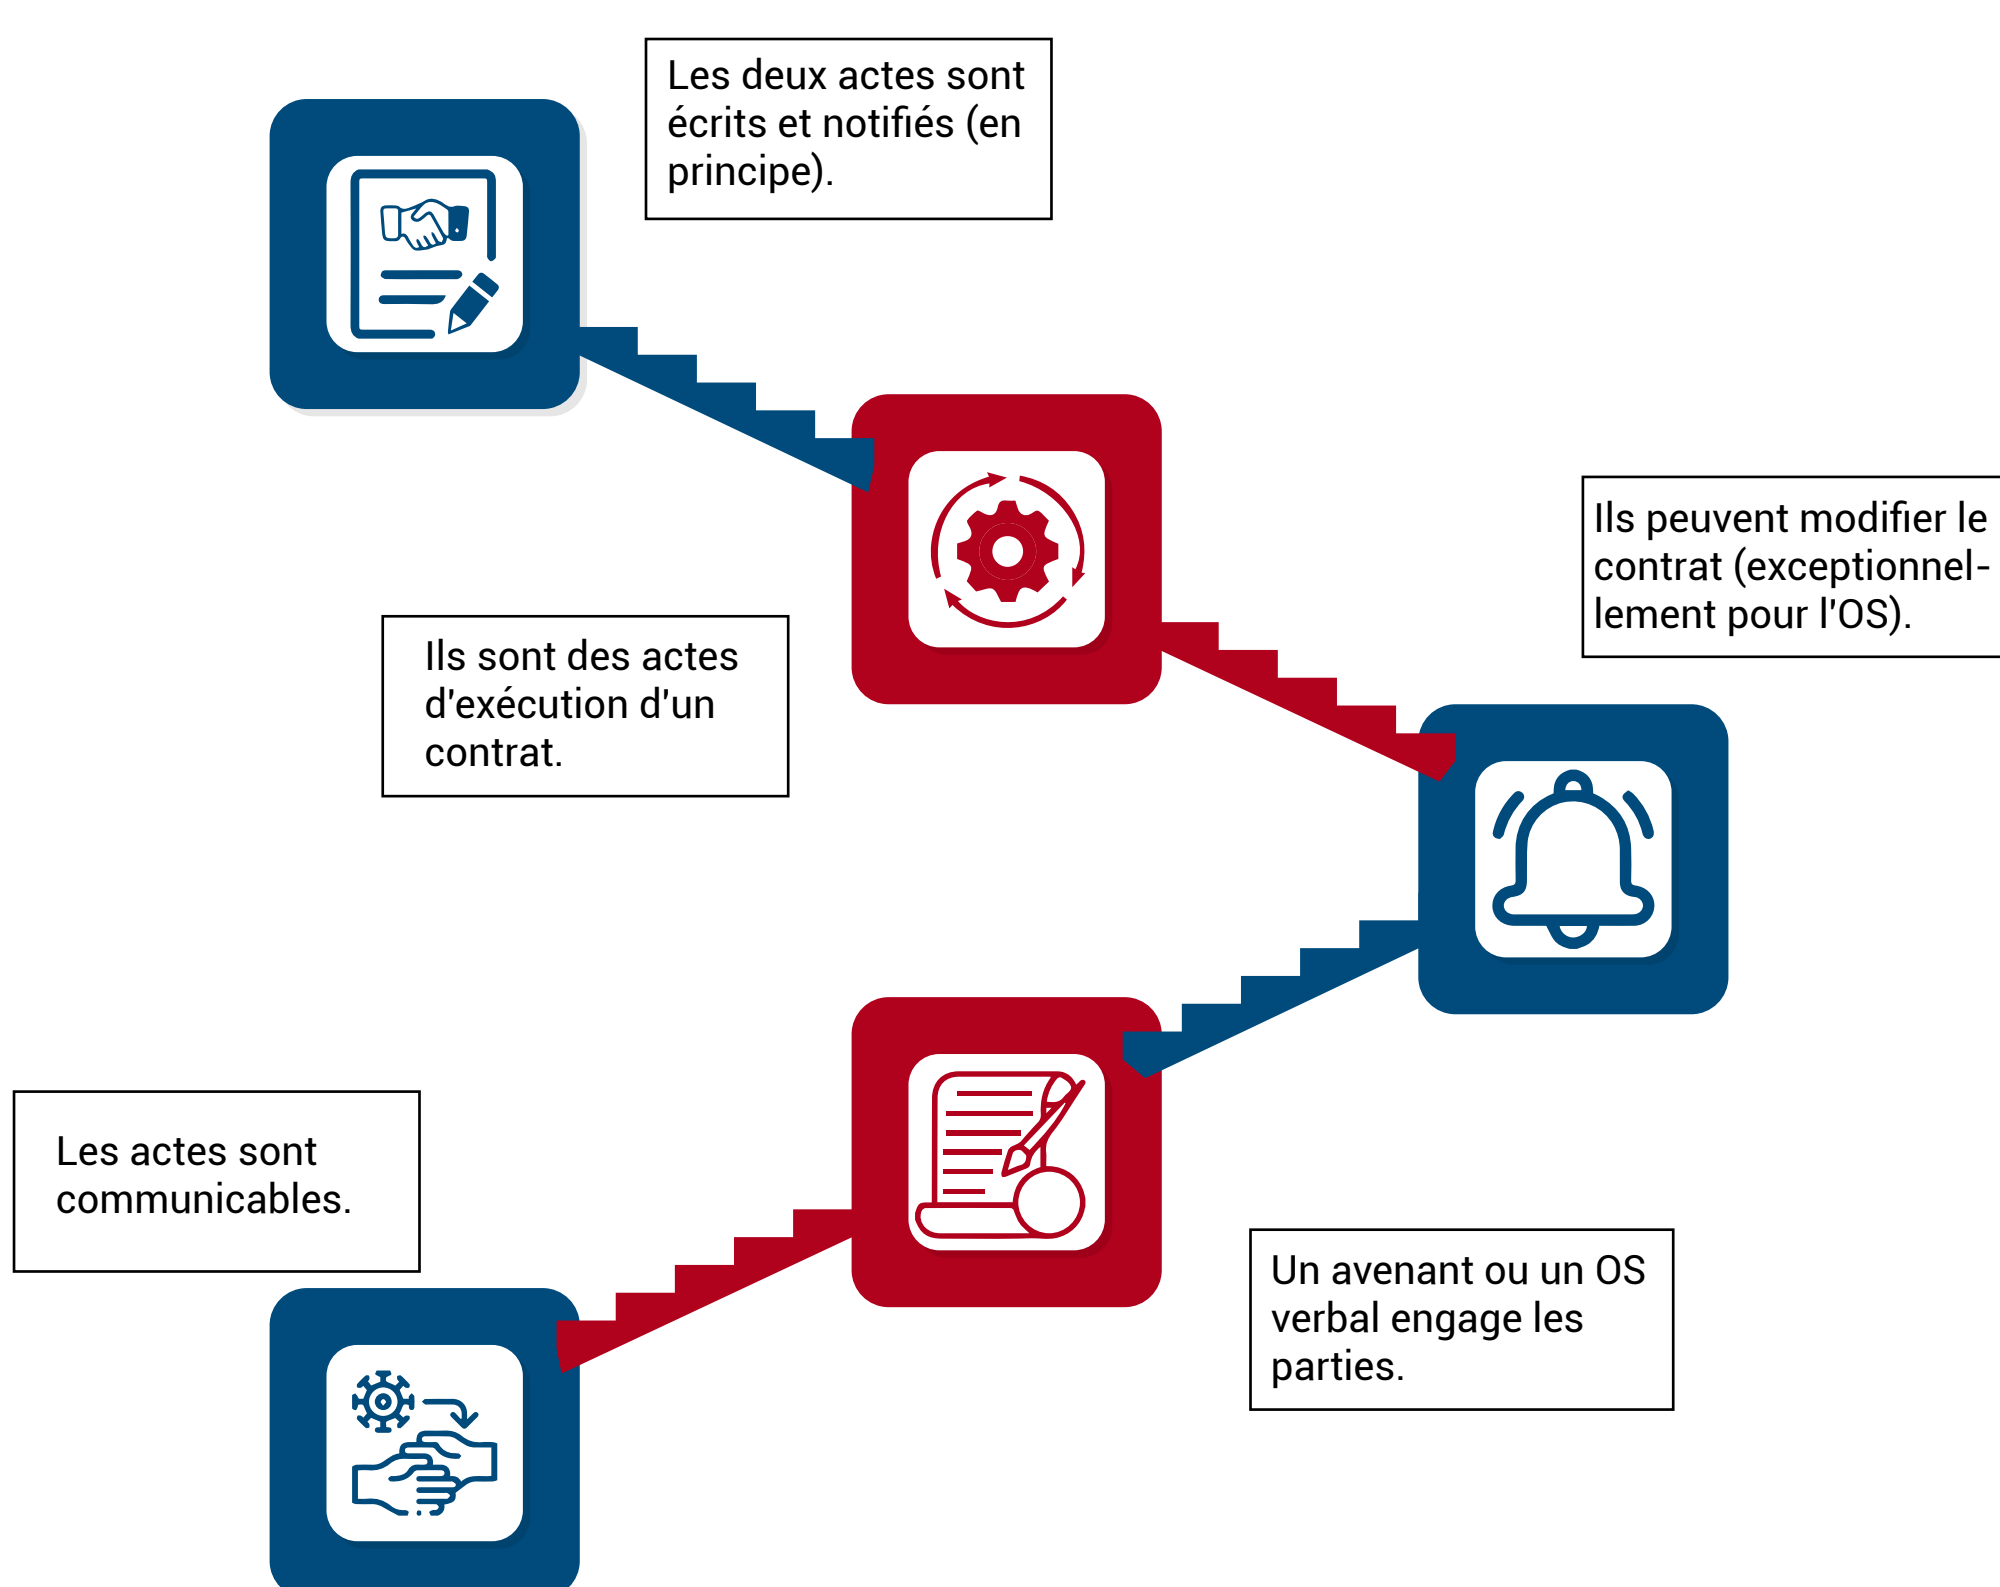 Les deux actes sont
écrits et notifiés (en
principe).
Ils peuvent modifier le
contrat (exceptionnel-
lement pour l'OS).
Ils sont des actes
d'exécution d'un
contrat.
Les actes sont
communicables.
Un avenant ou un OS
verbal engage les
parties.